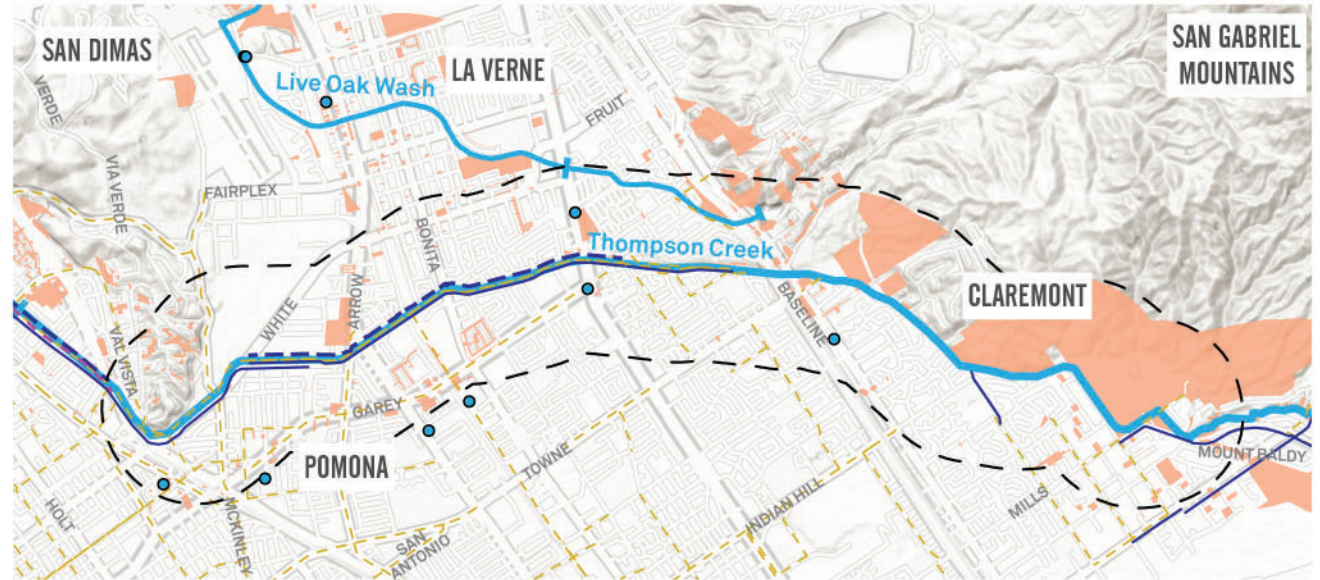 SAN DIMAS
LA VERNE
SAN GABRIEL
MOUNTAINS
Live Oak Wash
VERDE
FRUIT
VIA VERDE
FAIRPLEX
BONITA
Thompson Creek
ARROW
WHITE
BASELINE
CLAREMONT
VAL VISTA
GAREY
POMONA
TOWNE
MOUNT BALDY
HOLT
MCKINLEY
INDIAN HILL
MILLS
SAN
ANTONIO